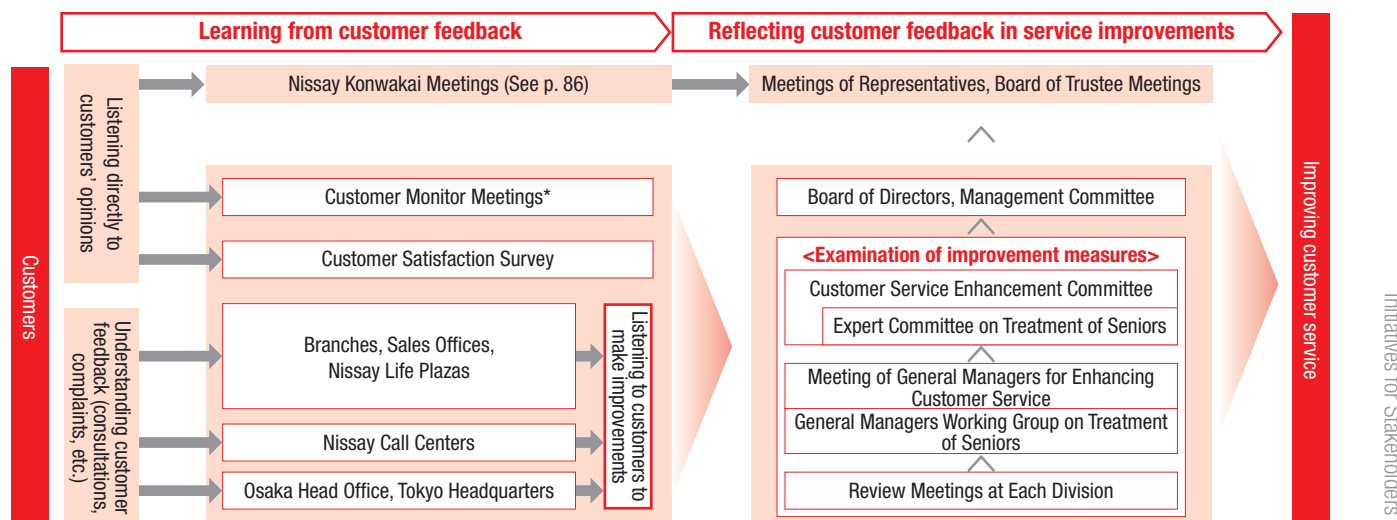 Learning from customer feedback
Reflecting customer feedback in service improvements
Customers
Listening directly to
customers' opinions
Nissay Konwakai Meetings (See p. 86)
Meetings of Representatives, Board of Trustee Meetings
Customer Monitor Meetings*
Customer Satisfaction Survey
Understanding customer
feedback (consultations,
complaints, etc.)
Branches, Sales Offices,
Nissay Life Plazas
Nissay Call Centers
Osaka Head Office, Tokyo Headquarters
Listening to customers to
make improvements
Board of Directors, Management Committee
<Examination of improvement measures>
Customer Service Enhancement Committee
Expert Committee on Treatment of Seniors
Meeting of General Managers for Enhancing
Customer Service
General Managers Working Group on Treatment
of Seniors
Review Meetings at Each Division
Improving customer service
Initiatives for Stakeholders